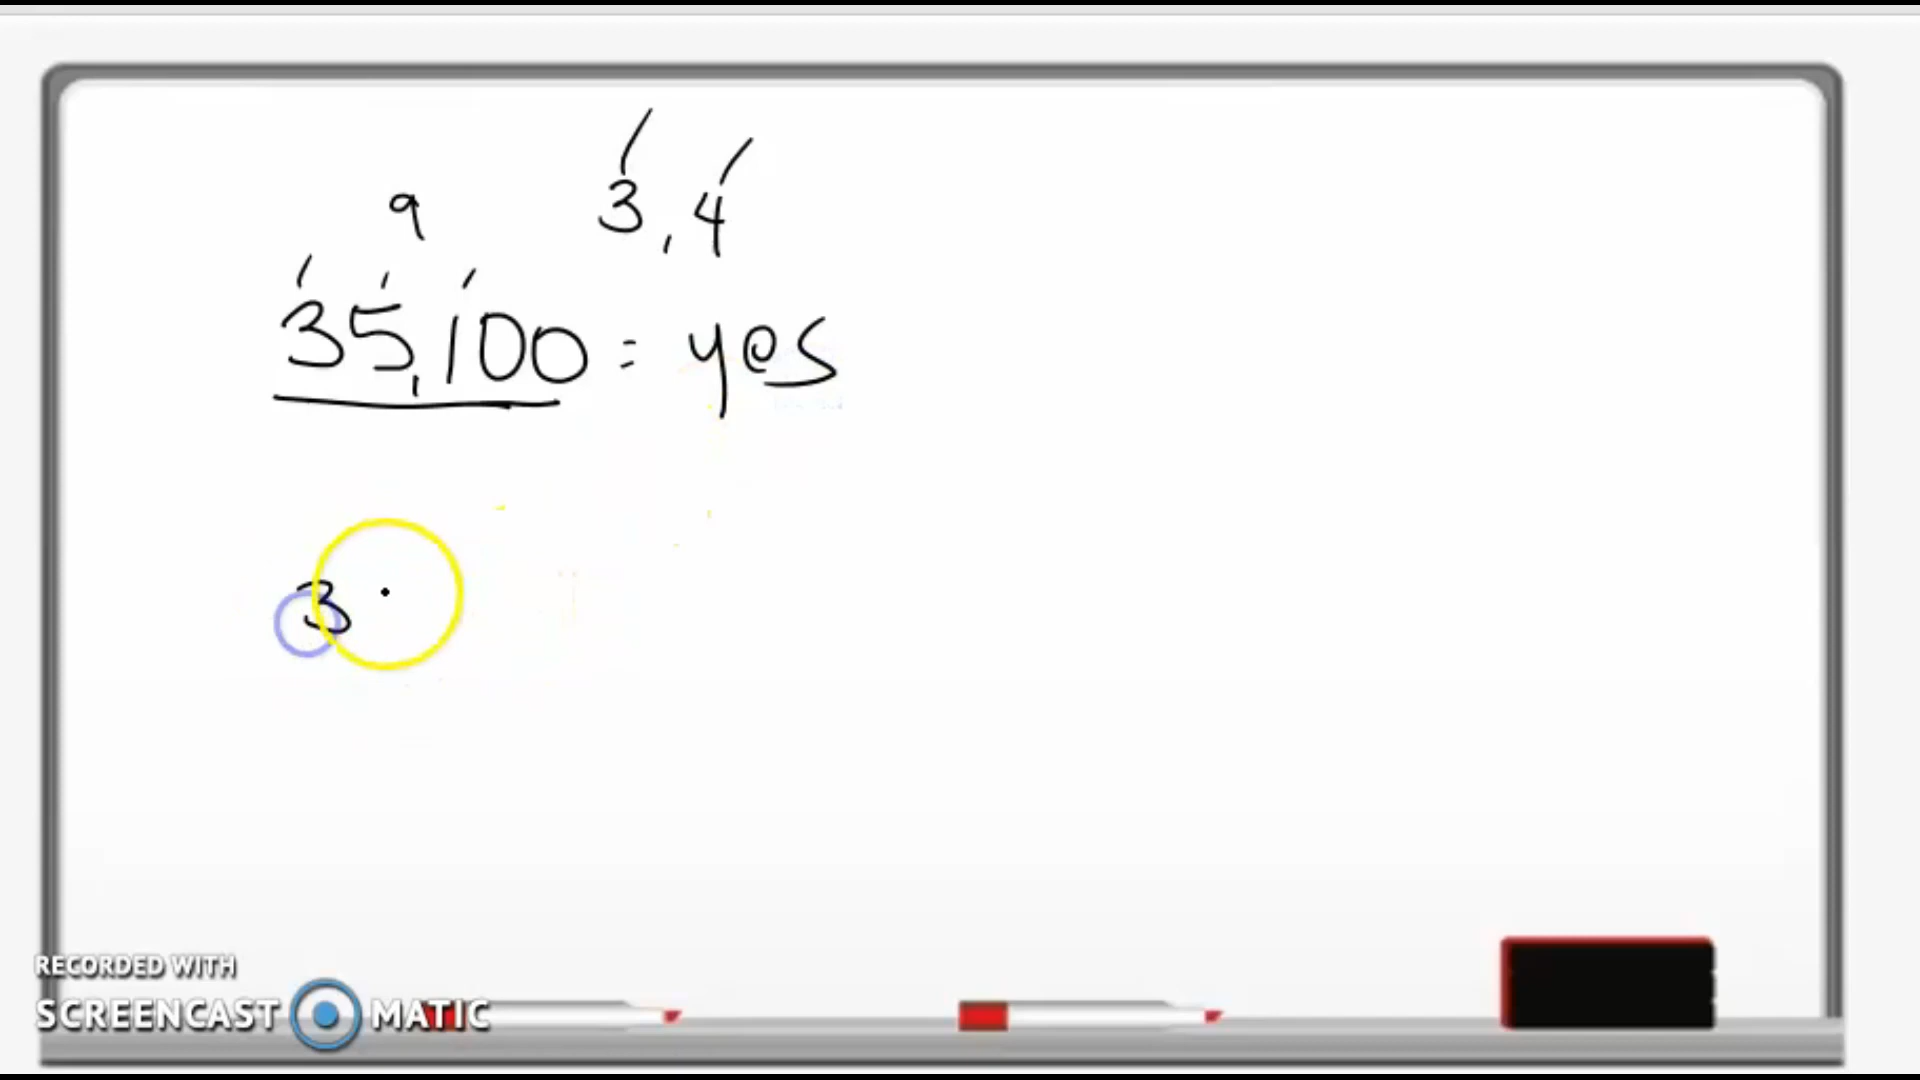 3, 4
9
35,100 = yes
3
RECORDED WITH
SCREENCAST MATIC